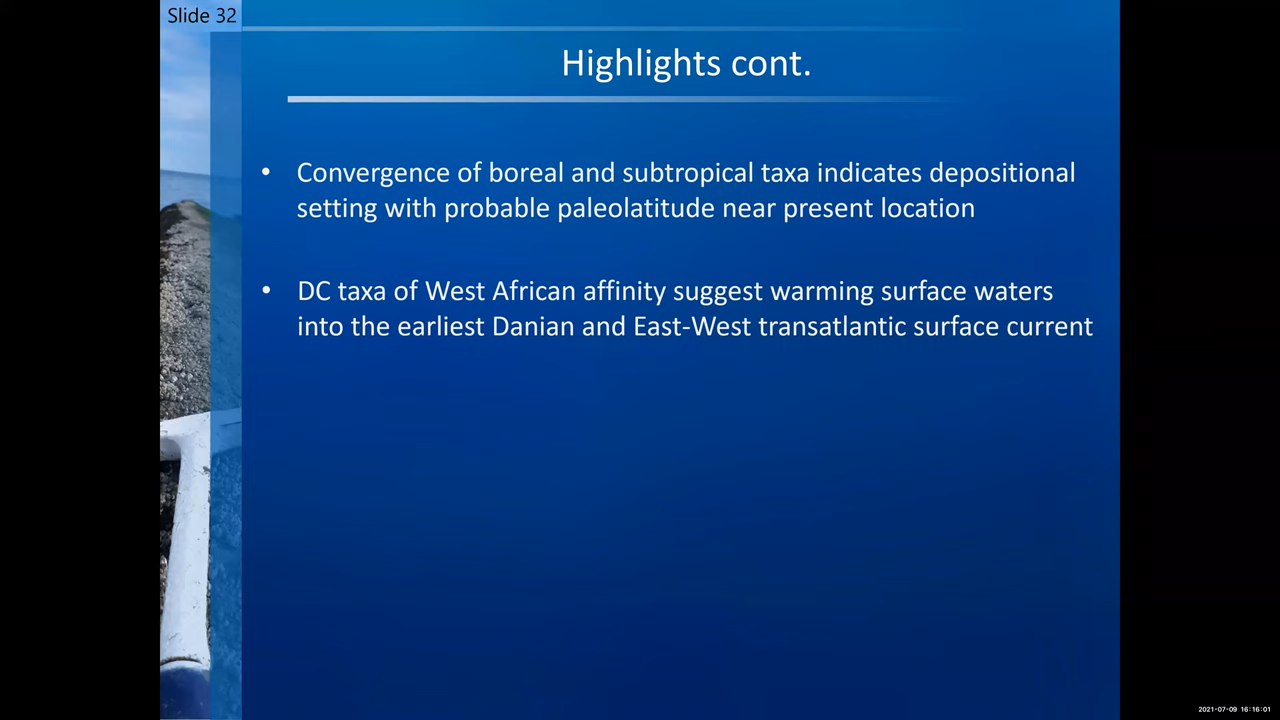 Slide 32
Highlights cont.
• Convergence of boreal and subtropical taxa indicates depositional
setting with probable paleolatitude near present location
• DC taxa of West African affinity suggest warming surface waters
into the earliest Danian and East-West transatlantic surface current
2021-07-09 16:16:01